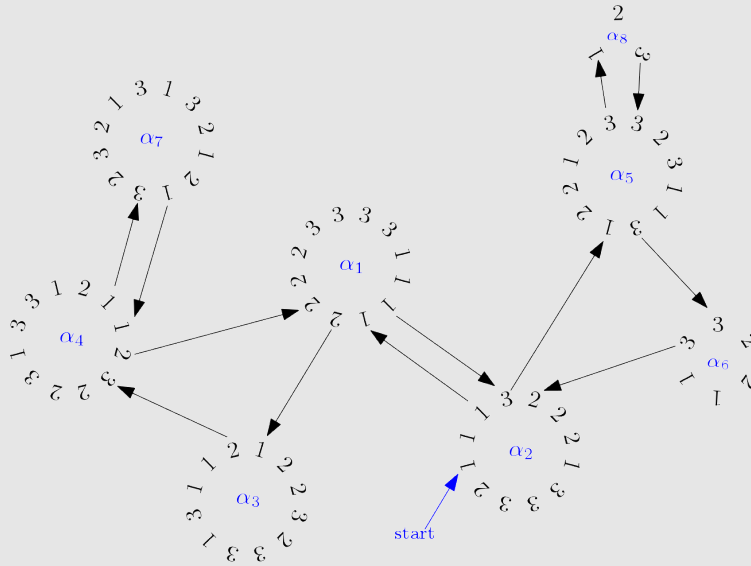 1 2 3
α8
3 3 2 3 1 1 3 1 2 2 1 2
α5
3 1 3 2 1 2 1 3 2 3 2 1
α7
3 3 3 1 1 1 1 2 2 2 2 3
α1
1 2 1 1 2 3 2 2 3 1 3 3
α4
3 2 2 1 1 3
α6
3 2 2 2 1 3 3 3 2 1 1 1
α2
2 1 2 2 3 2 3 3 1 3 1 1
α3
start